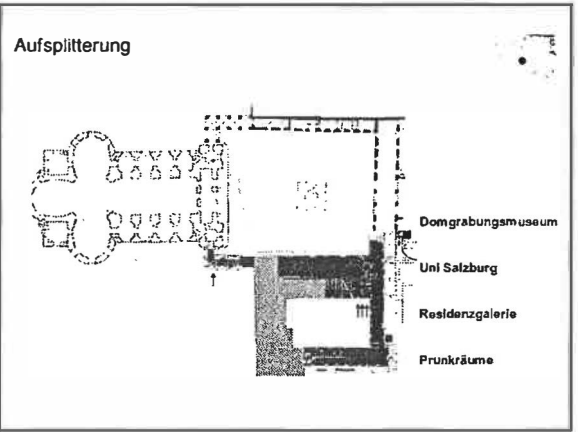 Aufsplitterung
Domgrabungsmuseum
Uni Salzburg
Residenzgalerie
Prunkräume